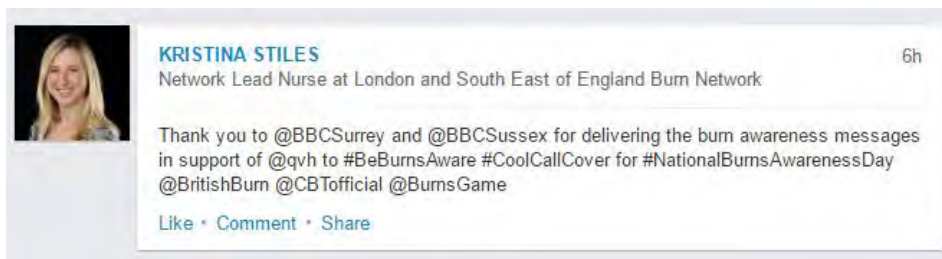 KRISTINA STILES 6h
Network Lead Nurse at London and South East of England Burn Network
Thank you to @BBCSurrey and @BBCSussex for delivering the burn awareness messages
in support of @qvh to #BeBurnsAware #CoolCallCover for #NationalBurnsAwarenessDay
@BritishBurn @CBTofficial @BurnsGame
Like • Comment • Share